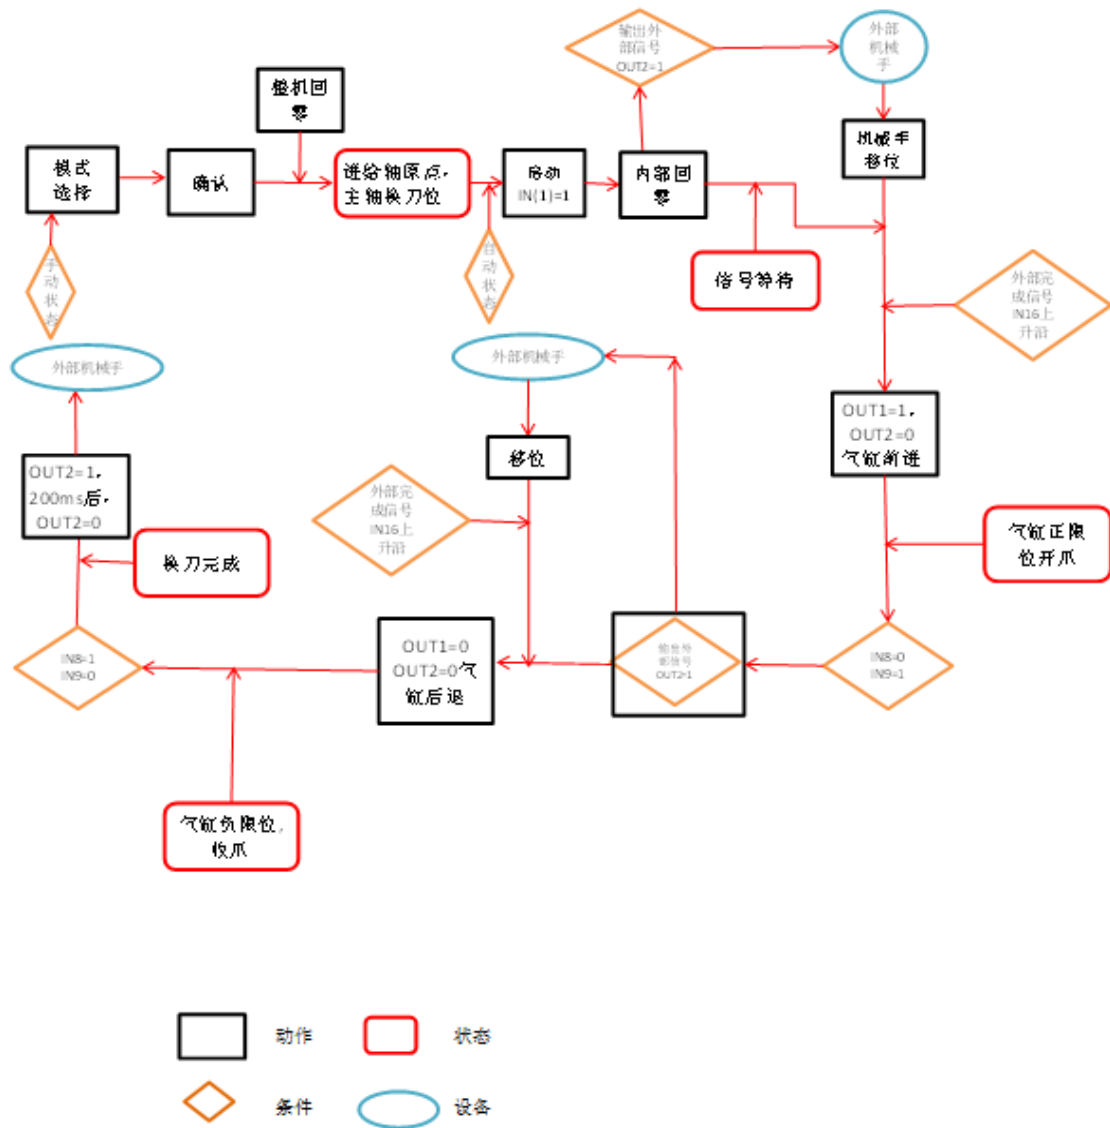 输出外
部信号
OUT2=1
外部
机械
手
整机回
零
模式
选择
确认
进给轴原点，
主轴换刀位
启动
IN(1)=1
内部回
零
机械手
移位
手
动
状
态
自
动
状
态
信号等待
外部完
成信号
IN16上
升沿
外部机械手
外部机械手
OUT1=1，
OUT2=0
气缸前进
移位
OUT2=1，
200ms后，
OUT2=0
外部完
成信号
IN16上
升沿
换刀完成
气缸正限
位开爪
IN8=1
IN9=0
OUT1=0
OUT2=0气
缸后退
输出外
部信号
OUT2=1
IN8=0
IN9=1
气缸负限位，
收爪
动作
状态
条件
设备